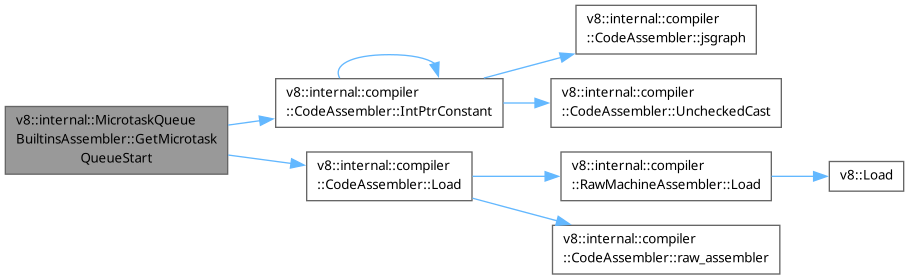 v8::internal::MicrotaskQueue
BuiltinsAssembler::GetMicrotask
QueueStart
v8::internal::compiler
::CodeAssembler::IntPtrConstant
v8::internal::compiler
::CodeAssembler::jsgraph
v8::internal::compiler
::CodeAssembler::UncheckedCast
v8::internal::compiler
::CodeAssembler::Load
v8::internal::compiler
::RawMachineAssembler::Load
v8::Load
v8::internal::compiler
::CodeAssembler::raw_assembler